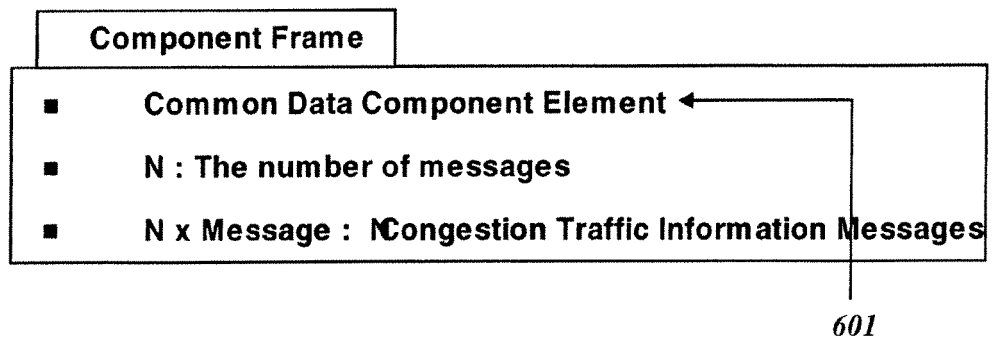 Component Frame
■ Common Data Component Element
■ N : The number of messages
■ N x Message : NCongestion Traffic Information Messages
601